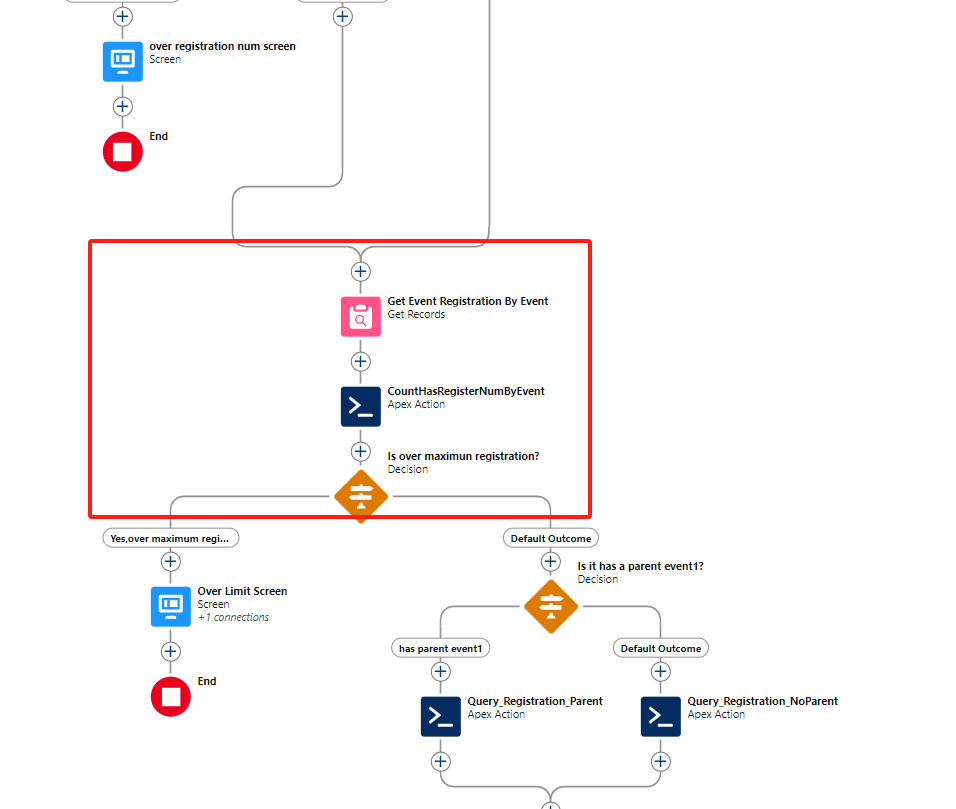 over registration num screen
Screen
End
Get Event Registration By Event
Get Records
CountHasRegisterNumByEvent
Apex Action
Is over maximun registration?
Decision
Yes,over maximum regi...
Default Outcome
Is it has a parent event1?
Decision
Over Limit Screen
Screen
+1 connections
has parent event1
Default Outcome
End
Query_Registration_Parent
Apex Action
Query_Registration_NoParent
Apex Action